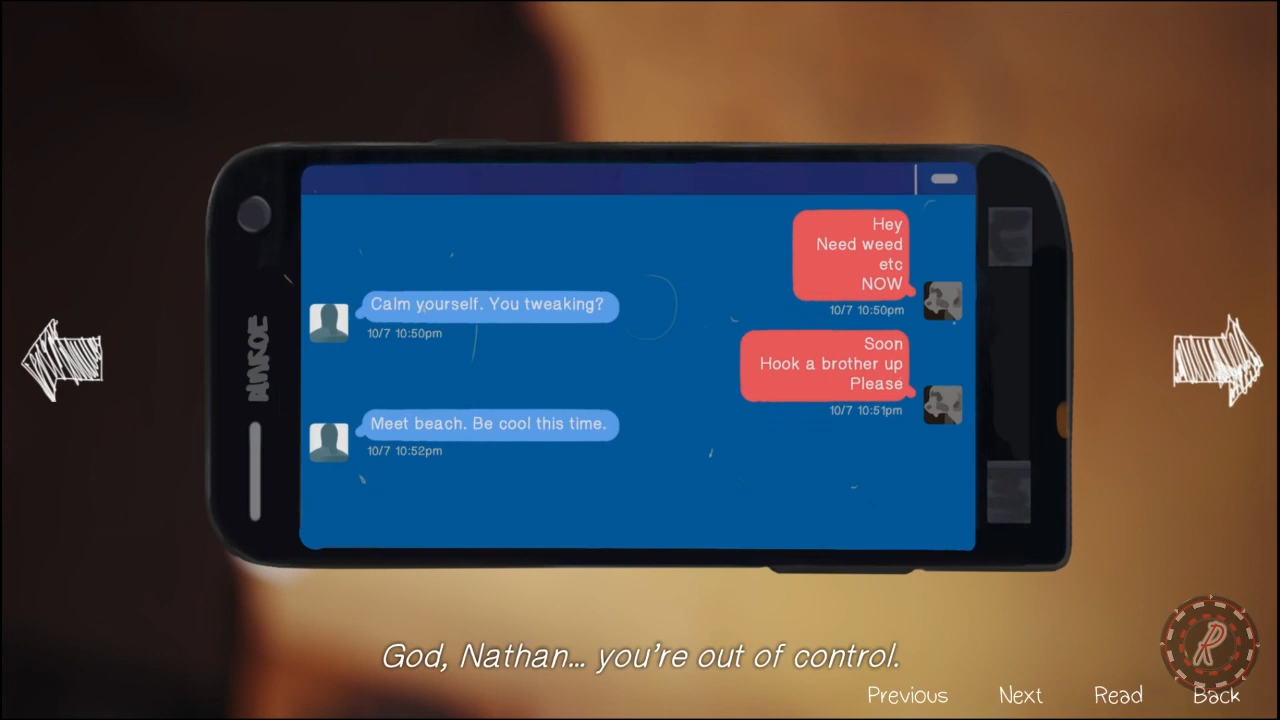 Hey
Need weed
etc
NOW
10/7 10:50pm
Calm yourself. You tweaking?
10/7 10:50pm
Soon
Hook a brother up
Please
10/7 10:51pm
Meet beach. Be cool this time.
10/7 10:52pm
God, Nathan... you're out of control.
Previous Next Read Back